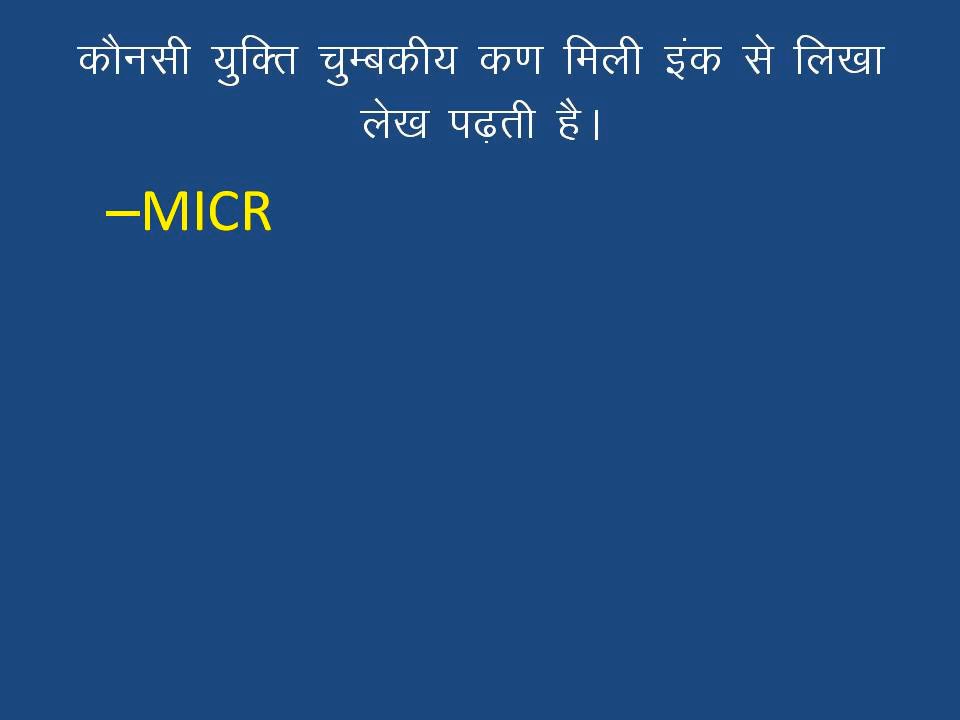 कौनसी युक्ति चुम्बकीय कण मिली इंक से लिखा
लेख पढ़ती है।
–MICR